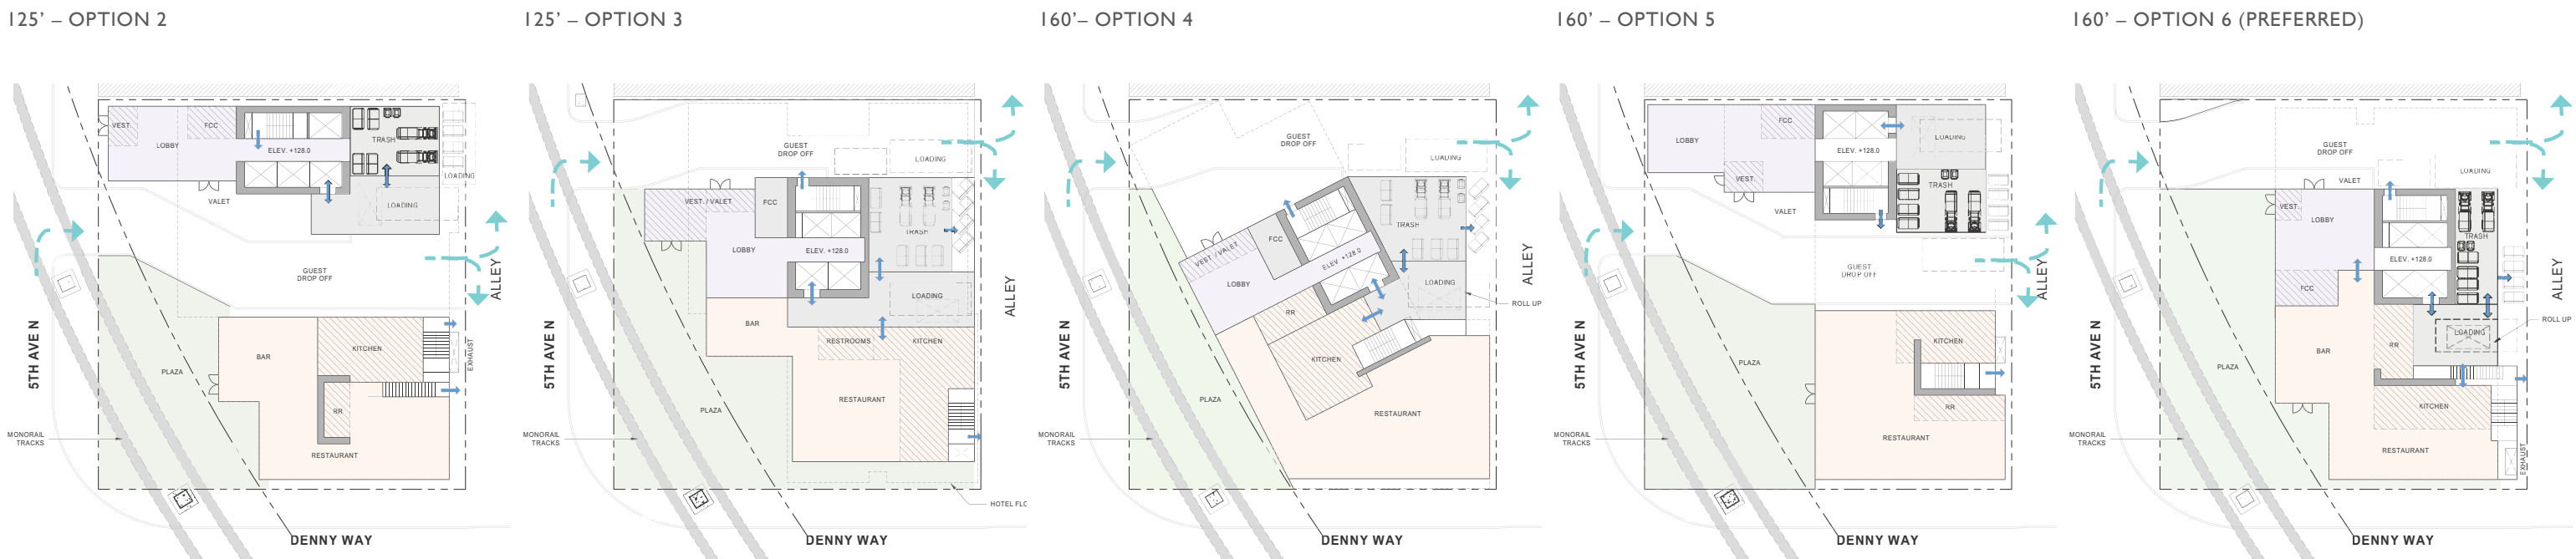 125' – OPTION 2
VEST.
FCC
LOBBY
ELEV. +128.0
TRASH
LOADING
LOADING
VALET
GUEST
DROP OFF
ALLEY
BAR
KITCHEN
EXHAUST
PLAZA
RR
RESTAURANT
5TH AVE N
MONORAIL
TRACKS
DENNY WAY
125' – OPTION 3
GUEST
DROP OFF
LOADING
VEST. / VALET
FCC
LOBBY
ELEV. +128.0
TRASH
LOADING
ALLEY
BAR
RESTROOMS
KITCHEN
RESTAURANT
PLAZA
5TH AVE N
MONORAIL
TRACKS
HOTEL FLO
DENNY WAY
160'– OPTION 4
GUEST
DROP OFF
LOADING
VEST. / VALET
FCC
TRASH
ELEV. +128.0
LOBBY
LOADING
ALLEY
ROLL UP
RR
KITCHEN
PLAZA
RESTAURANT
5TH AVE N
MONORAIL
TRACKS
DENNY WAY
160' – OPTION 5
FCC
LOBBY
ELEV. +128.0
LOADING
VEST.
TRASH
VALET
GUEST
DROP OFF
ALLEY
KITCHEN
PLAZA
RR
RESTAURANT
5TH AVE N
MONORAIL
TRACKS
DENNY WAY
160' – OPTION 6 (PREFERRED)
GUEST
DROP OFF
LOADING
VALET
VEST.
LOBBY
TRASH
ELEV. +128.0
FCC
ALLEY
LOADING
ROLL UP
BAR
RR
PLAZA
KITCHEN
RESTAURANT
EXHAUST
5TH AVE N
MONORAIL
TRACKS
DENNY WAY